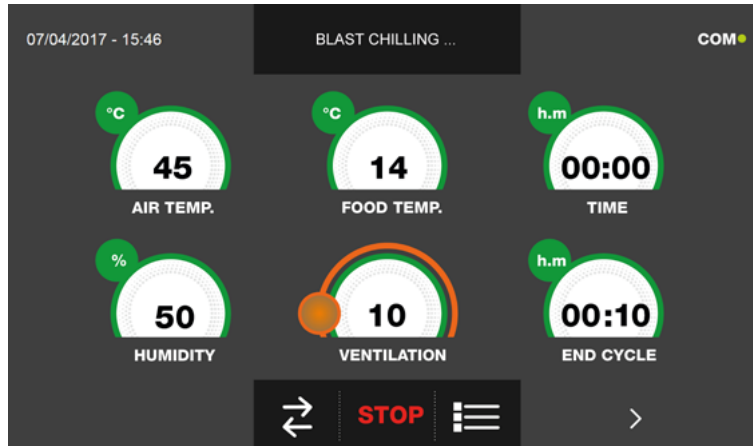 07/04/2017 - 15:46
BLAST CHILLING ...
COM
°C
45
AIR TEMP.
°C
14
FOOD TEMP.
h.m
00:00
TIME
%
50
HUMIDITY
10
VENTILATION
h.m
00:10
END CYCLE
STOP